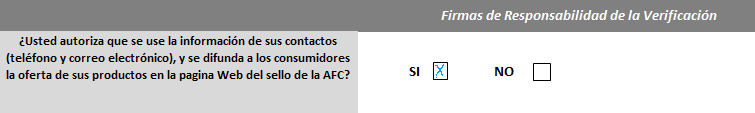 Firmas de Responsabilidad de la Verificación
¿Usted autoriza que se use la información de sus contactos
(teléfono y correo electrónico), y se difunda a los consumidores
la oferta de sus productos en la pagina Web del sello de la AFC?
SI X NO